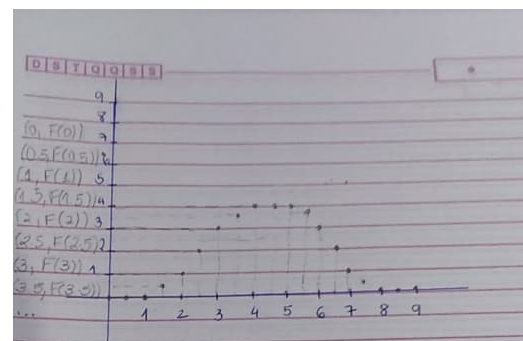 D S T Q Q S S
9
8
(0, F(0)) 7
(0.5, F(0.5)) 6
(1, F(1)) 5
(1.5, F(1.5)) 4
(2, F(2)) 3
(2.5, F(2.5)) 2
(3, F(3)) 1
(3.5, F(3.5))
... 1 2 3 4 5 6 7 8 9